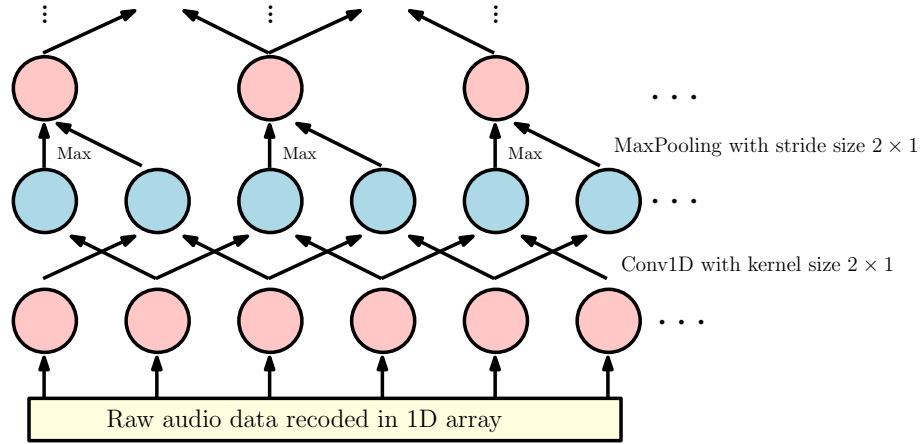 Max
Max
Max
MaxPooling with stride size 2 × 1
Conv1D with kernel size 2 × 1
Raw audio data recoded in 1D array